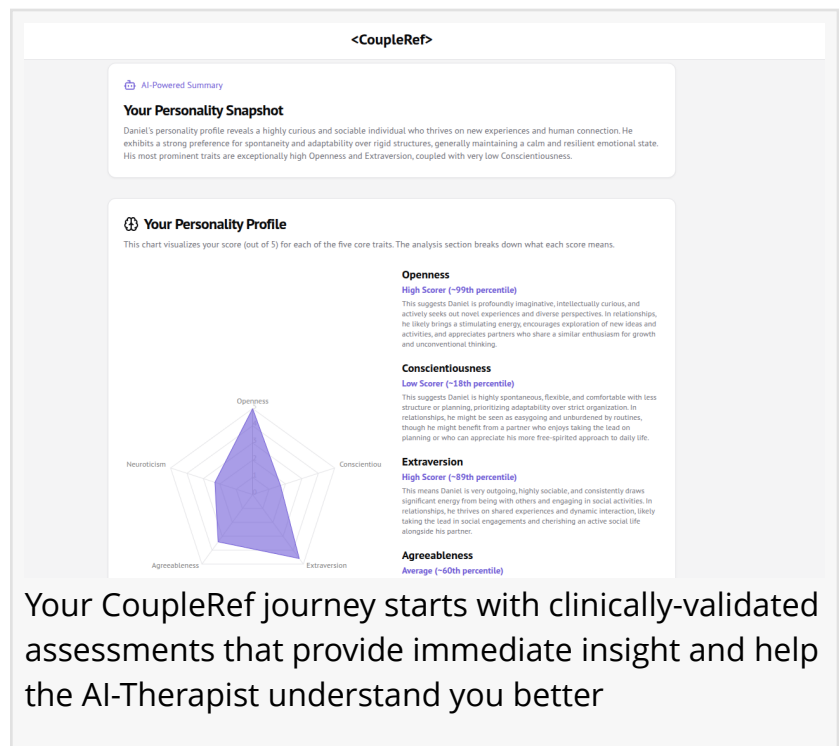 <CoupleRef>
AI-Powered Summary
Your Personality Snapshot
Daniel's personality profile reveals a highly curious and sociable individual who thrives on new experiences and human connection. He
exhibits a strong preference for spontaneity and adaptability over rigid structures, generally maintaining a calm and resilient emotional state.
His most prominent traits are exceptionally high Openness and Extraversion, coupled with very low Conscientiousness.
Your Personality Profile
This chart visualizes your score (out of 5) for each of the five core traits. The analysis section breaks down what each score means.
Openness
Conscientiou
Extraversion
Agreeableness
Neuroticism
Openness
High Scorer (~99th percentile)
This suggests Daniel is profoundly imaginative, intellectually curious, and
actively seeks out novel experiences and diverse perspectives. In relationships,
he likely brings a stimulating energy, encourages exploration of new ideas and
activities, and appreciates partners who share a similar enthusiasm for growth
and unconventional thinking.
Conscientiousness
Low Scorer (~18th percentile)
This suggests Daniel is highly spontaneous, flexible, and comfortable with less
structure or planning, prioritizing adaptability over strict organization. In
relationships, he might be seen as easygoing and unburdened by routines,
though he might benefit from a partner who enjoys taking the lead on
planning or who can appreciate his more free-spirited approach to daily life.
Extraversion
High Scorer (~89th percentile)
This means Daniel is very outgoing, highly sociable, and consistently draws
significant energy from being with others and engaging in social activities. In
relationships, he thrives on shared experiences and dynamic interaction, likely
taking the lead in social engagements and cherishing an active social life
alongside his partner.
Agreeableness
Average (~60th percentile)
Your CoupleRef journey starts with clinically-validated
assessments that provide immediate insight and help
the AI-Therapist understand you better